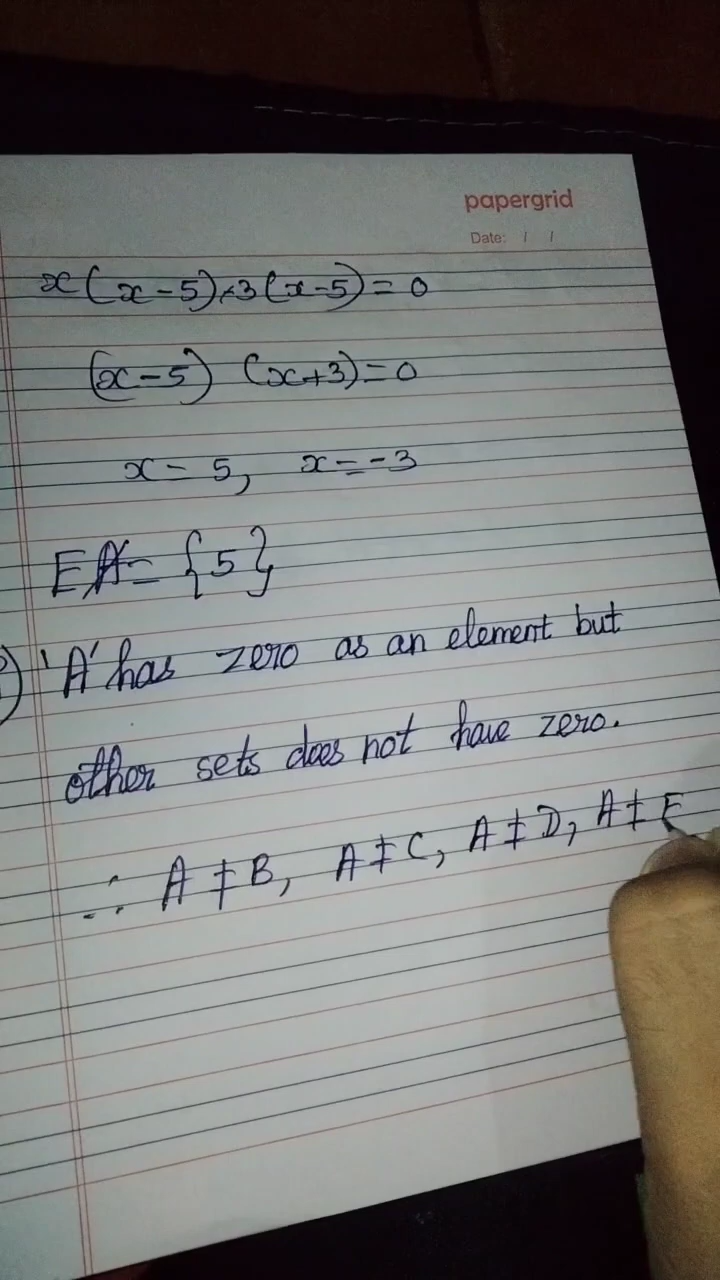 papergrid
Date: / /
x(x-5)+3(x-5)=0
(x-5) (x+3)=0
x=5, x=-3
E = {5}
'A' has zero as an element but
other sets does not have zero.
∴ A ≠ B, A ≠ C, A ≠ D, A ≠ E